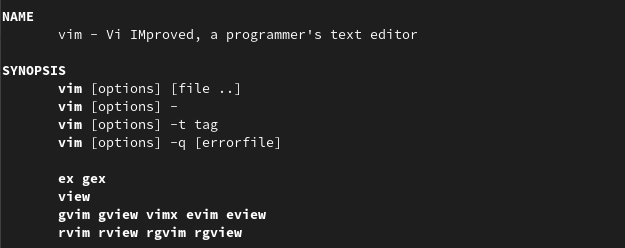 NAME
vim - Vi IMproved, a programmer's text editor
SYNOPSIS
vim [options] [file ..]
vim [options] -
vim [options] -t tag
vim [options] -q [errorfile]
ex gex
view
gvim gview vimx evim eview
rvim rview rgvim rgview